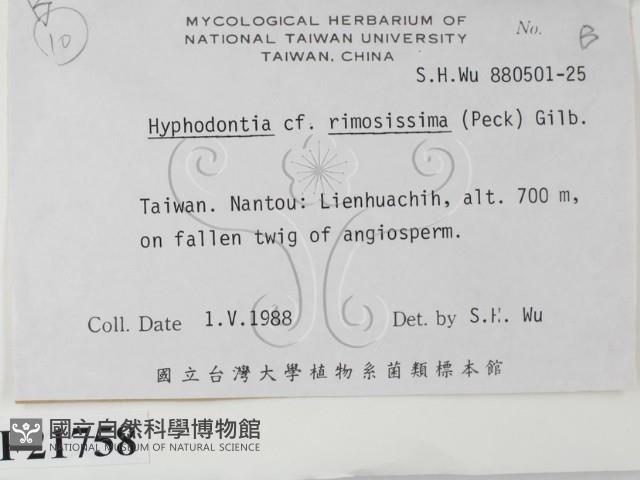 10
MYCOLOGICAL HERBARIUM OF
NATIONAL TAIWAN UNIVERSITY
TAIWAN, CHINA
No. B
S.H.Wu 880501-25
Hyphodontia cf. rimosissima (Peck) Gilb.
Taiwan. Nantou: Lienhuachih, alt. 700 m,
on fallen twig of angiosperm.
Coll. Date 1.V.1988 Det. by S.H. Wu
國立台灣大學植物系菌類標本館
國立自然科學博物館
NATIONAL MUSEUM OF NATURAL SCIENCE
F21758